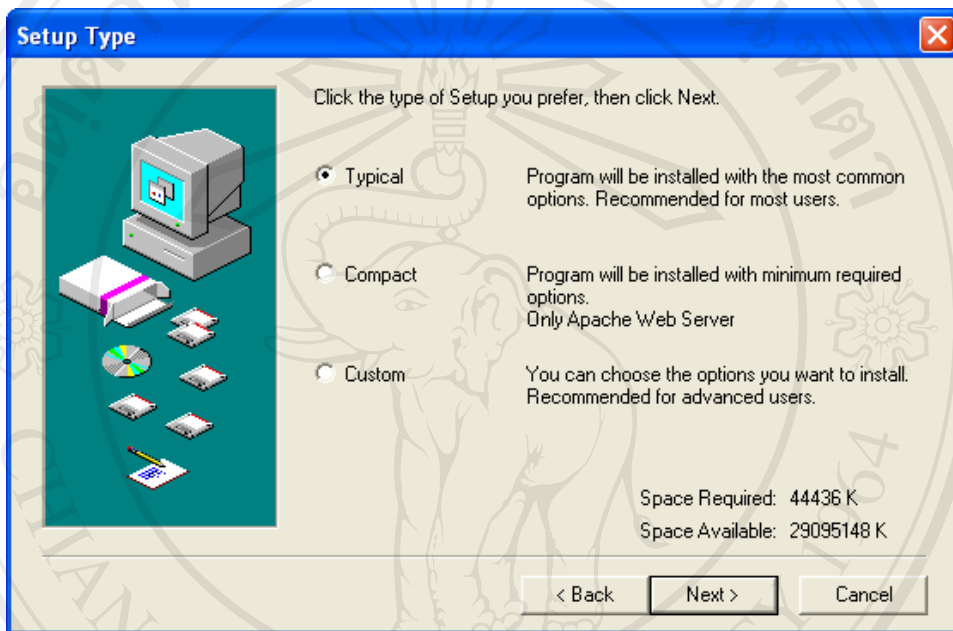 Setup Type
Click the type of Setup you prefer, then click Next.
Typical
Program will be installed with the most common
options. Recommended for most users.
Compact
Program will be installed with minimum required
options.
Only Apache Web Server
Custom
You can choose the options you want to install.
Recommended for advanced users.
Space Required: 44436 K
Space Available: 29095148 K
< Back
Next >
Cancel